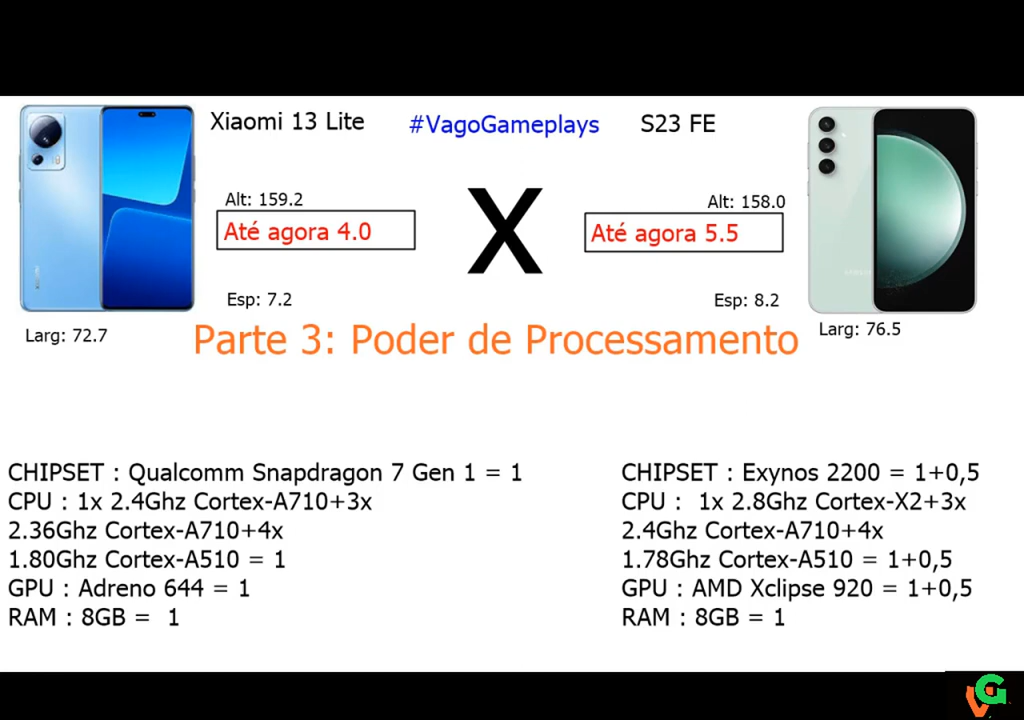 Xiaomi 13 Lite
#VagoGameplays
S23 FE
Alt: 159.2
Alt: 158.0
Até agora 4.0
X
Até agora 5.5
Esp: 7.2
Esp: 8.2
Larg: 72.7
Larg: 76.5
Parte 3: Poder de Processamento
CHIPSET : Qualcomm Snapdragon 7 Gen 1 = 1
CPU : 1x 2.4Ghz Cortex-A710+3x
2.36Ghz Cortex-A710+4x
1.80Ghz Cortex-A510 = 1
GPU : Adreno 644 = 1
RAM : 8GB =  1
CHIPSET : Exynos 2200 = 1+0,5
CPU :  1x 2.8Ghz Cortex-X2+3x
2.4Ghz Cortex-A710+4x
1.78Ghz Cortex-A510 = 1+0,5
GPU : AMD Xclipse 920 = 1+0,5
RAM : 8GB = 1
VG